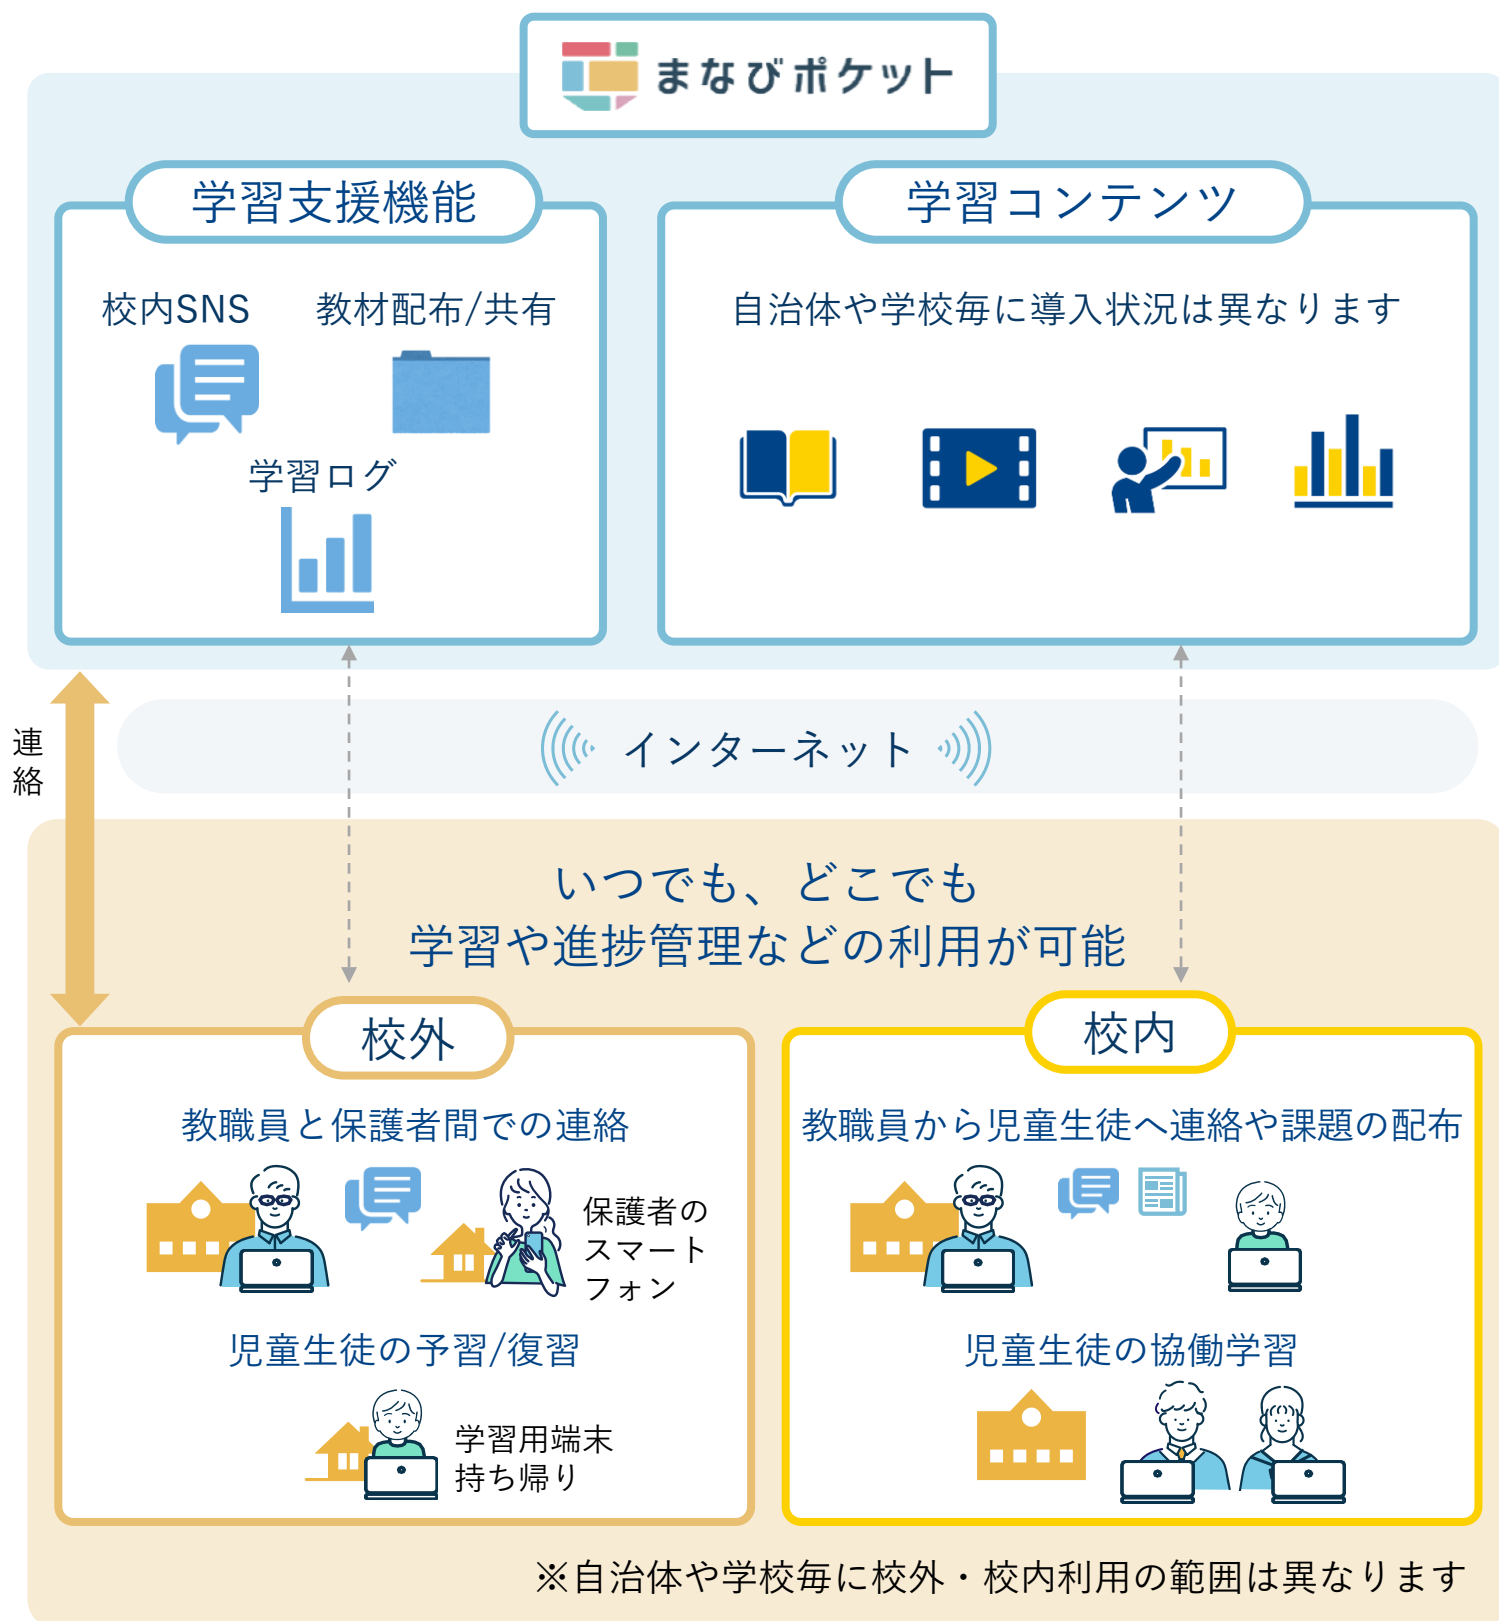 まなびポケット
学習支援機能
校内SNS
教材配布/共有
学習ログ
学習コンテンツ
自治体や学校毎に導入状況は異なります
連
絡
インターネット
いつでも、どこでも
学習や進捗管理などの利用が可能
校外
教職員と保護者間での連絡
保護者の
スマート
フォン
児童生徒の予習/復習
学習用端末
持ち帰り
校内
教職員から児童生徒へ連絡や課題の配布
児童生徒の協働学習
※自治体や学校毎に校外・校内利用の範囲は異なります